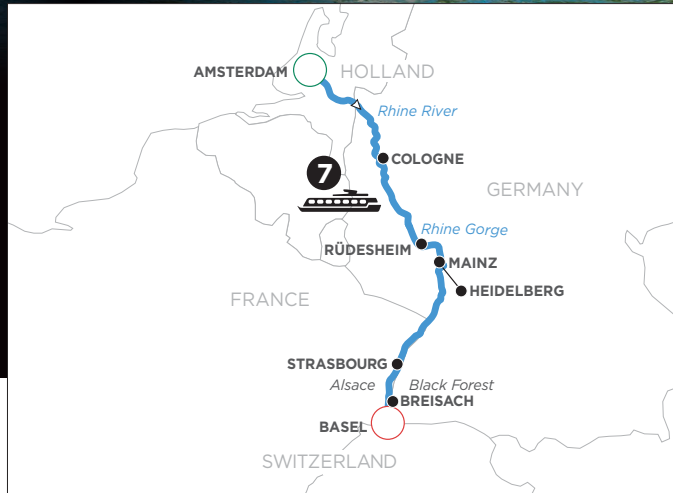 AMSTERDAM
HOLLAND
Rhine River
COLOGNE
7
GERMANY
Rhine Gorge
RÜDESHEIM
MAINZ
HEIDELBERG
FRANCE
STRASBOURG
Alsace
Black Forest
BREISACH
BASEL
SWITZERLAND